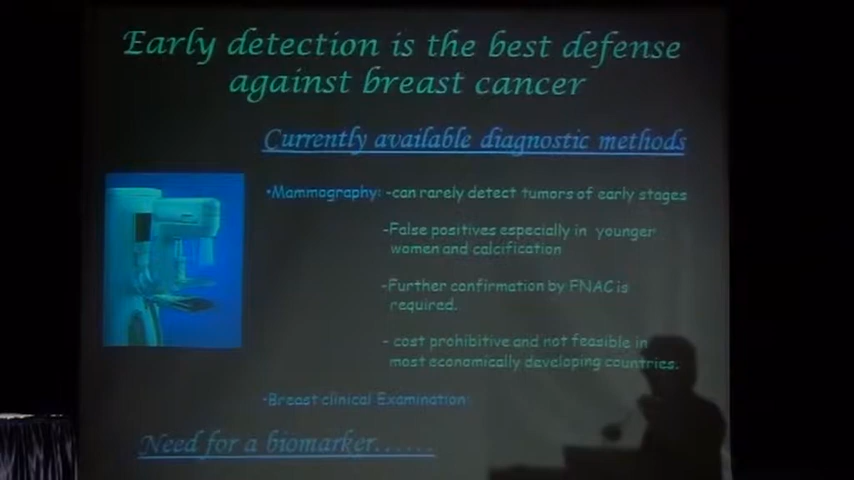 Early detection is the best defense
against breast cancer
Currently available diagnostic methods
•Mammography: -can rarely detect tumors of early stages
-False positives especially in younger
women and calcification
-Further confirmation by FNAC is
required.
- cost prohibitive and not feasible in
most economically developing countries.
•Breast clinical Examination:
Need for a biomarker......